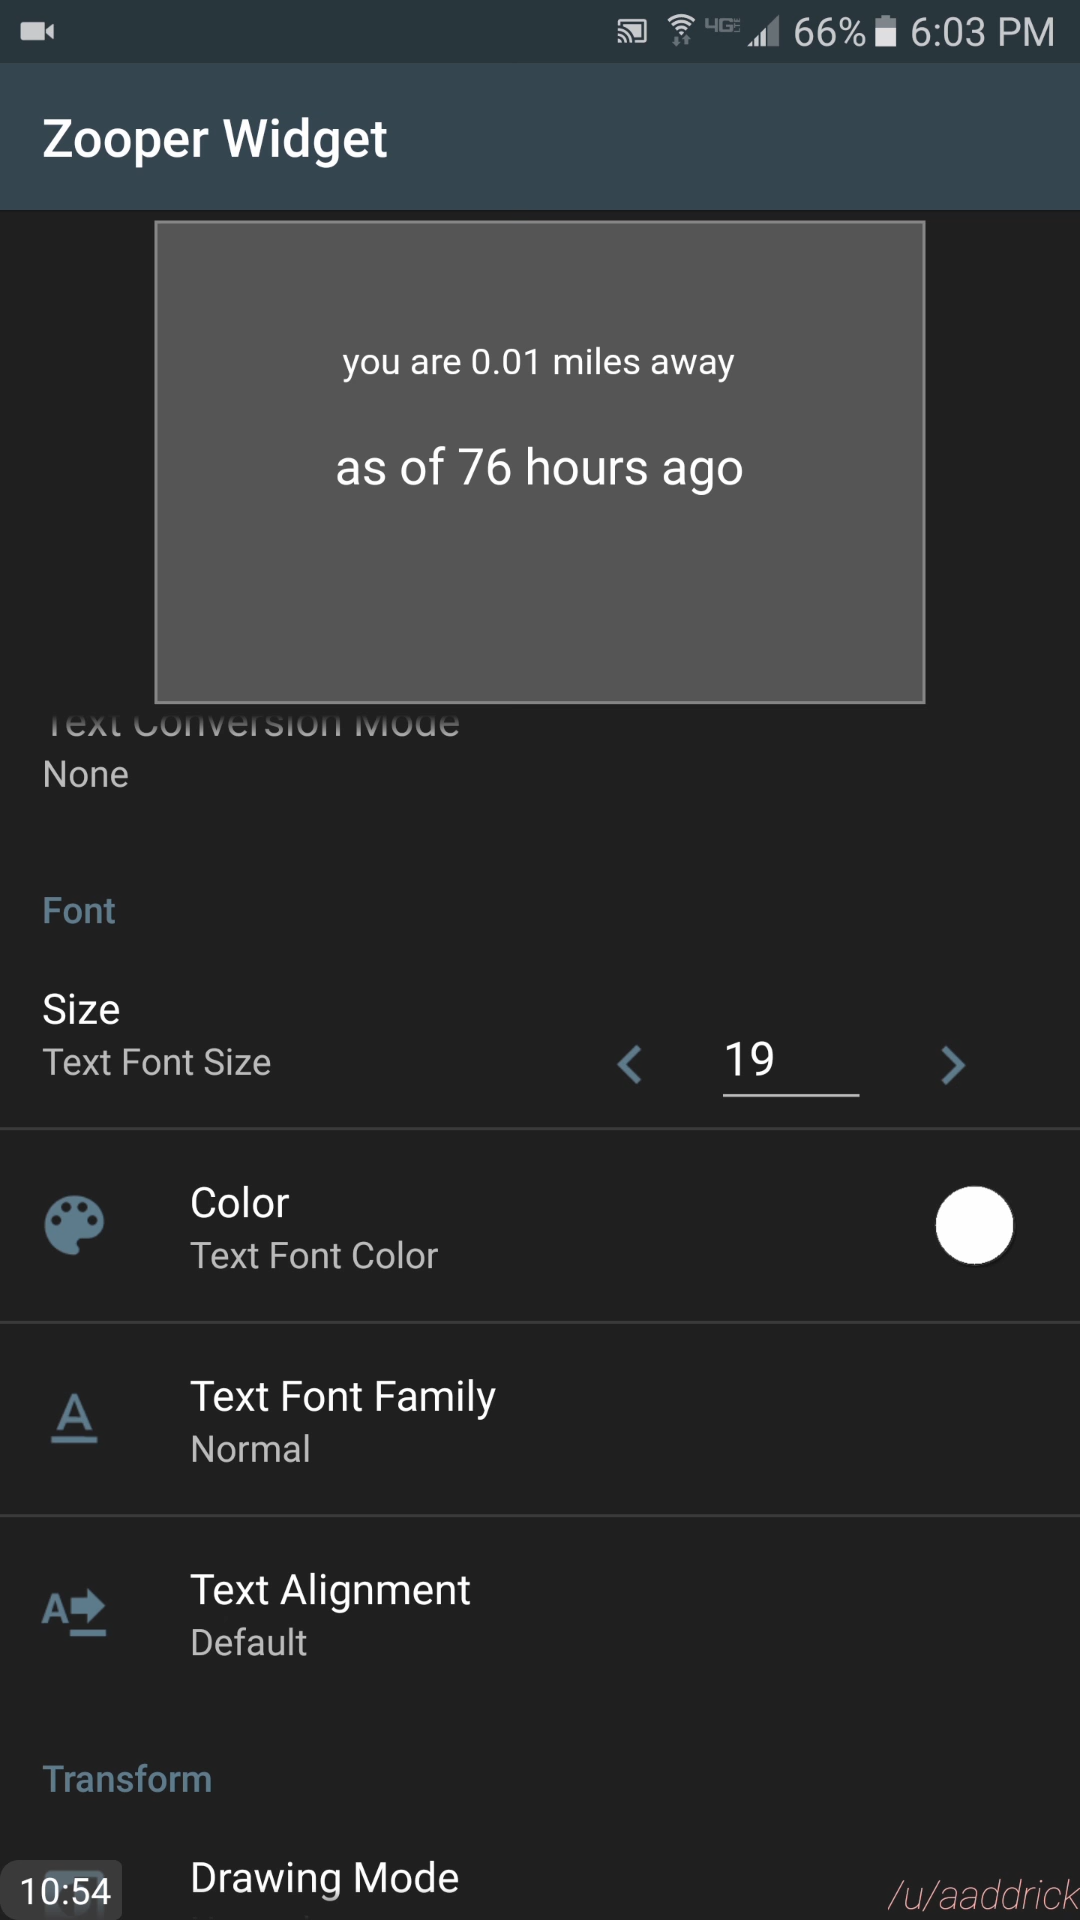 4GE 66% 6:03 PM
Zooper Widget
you are 0.01 miles away
as of 76 hours ago
Text Conversion Mode
None
Font
Size
Text Font Size
19
Color
Text Font Color
Text Font Family
Normal
Text Alignment
Default
Transform
Drawing Mode
10:54
/u/aaddrick